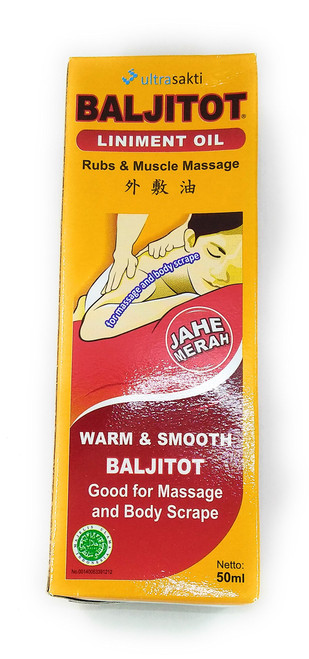 ultrasakti
BALJITOT®
LINIMENT OIL
Rubs & Muscle Massage
外敷油
for massage and body scrape
JAHE
MERAH
WARM & SMOOTH
BALJITOT
Good for Massage
and Body Scrape
Netto:
50ml